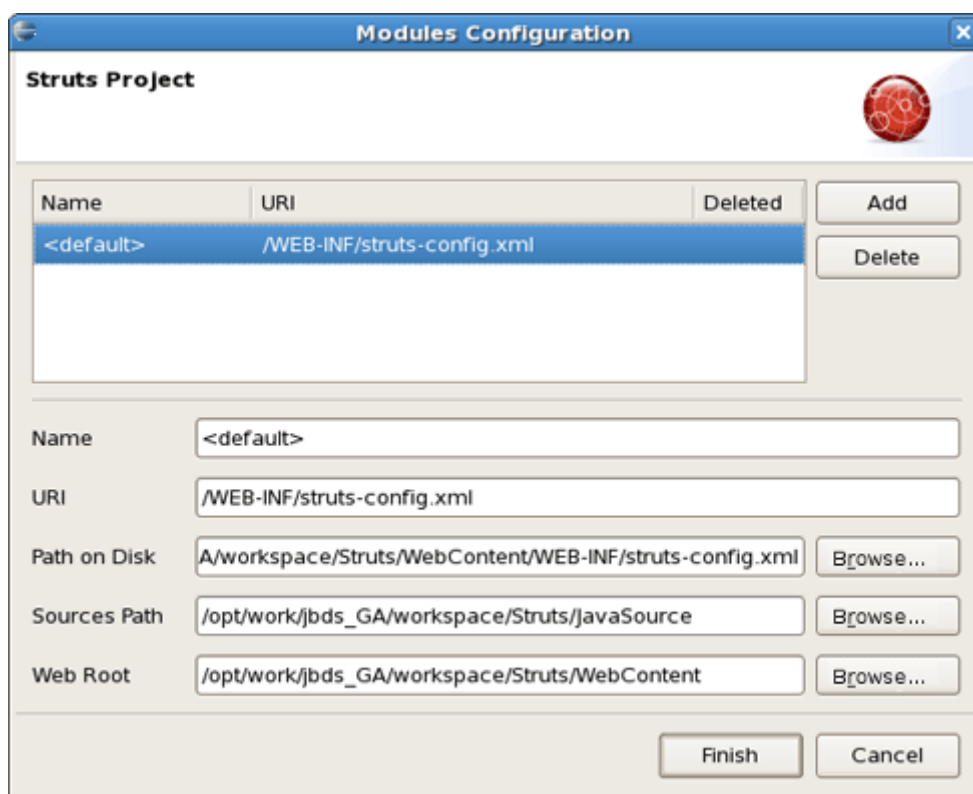 Modules Configuration
Struts Project
Name URI Deleted
<default> /WEB-INF/struts-config.xml
Add
Delete
Name <default>
URI /WEB-INF/struts-config.xml
Path on Disk A/workspace/Struts/WebContent/WEB-INF/struts-config.xml Browse...
Sources Path /opt/work/jbds_GA/workspace/Struts/JavaSource Browse...
Web Root /opt/work/jbds_GA/workspace/Struts/WebContent Browse...
Finish Cancel